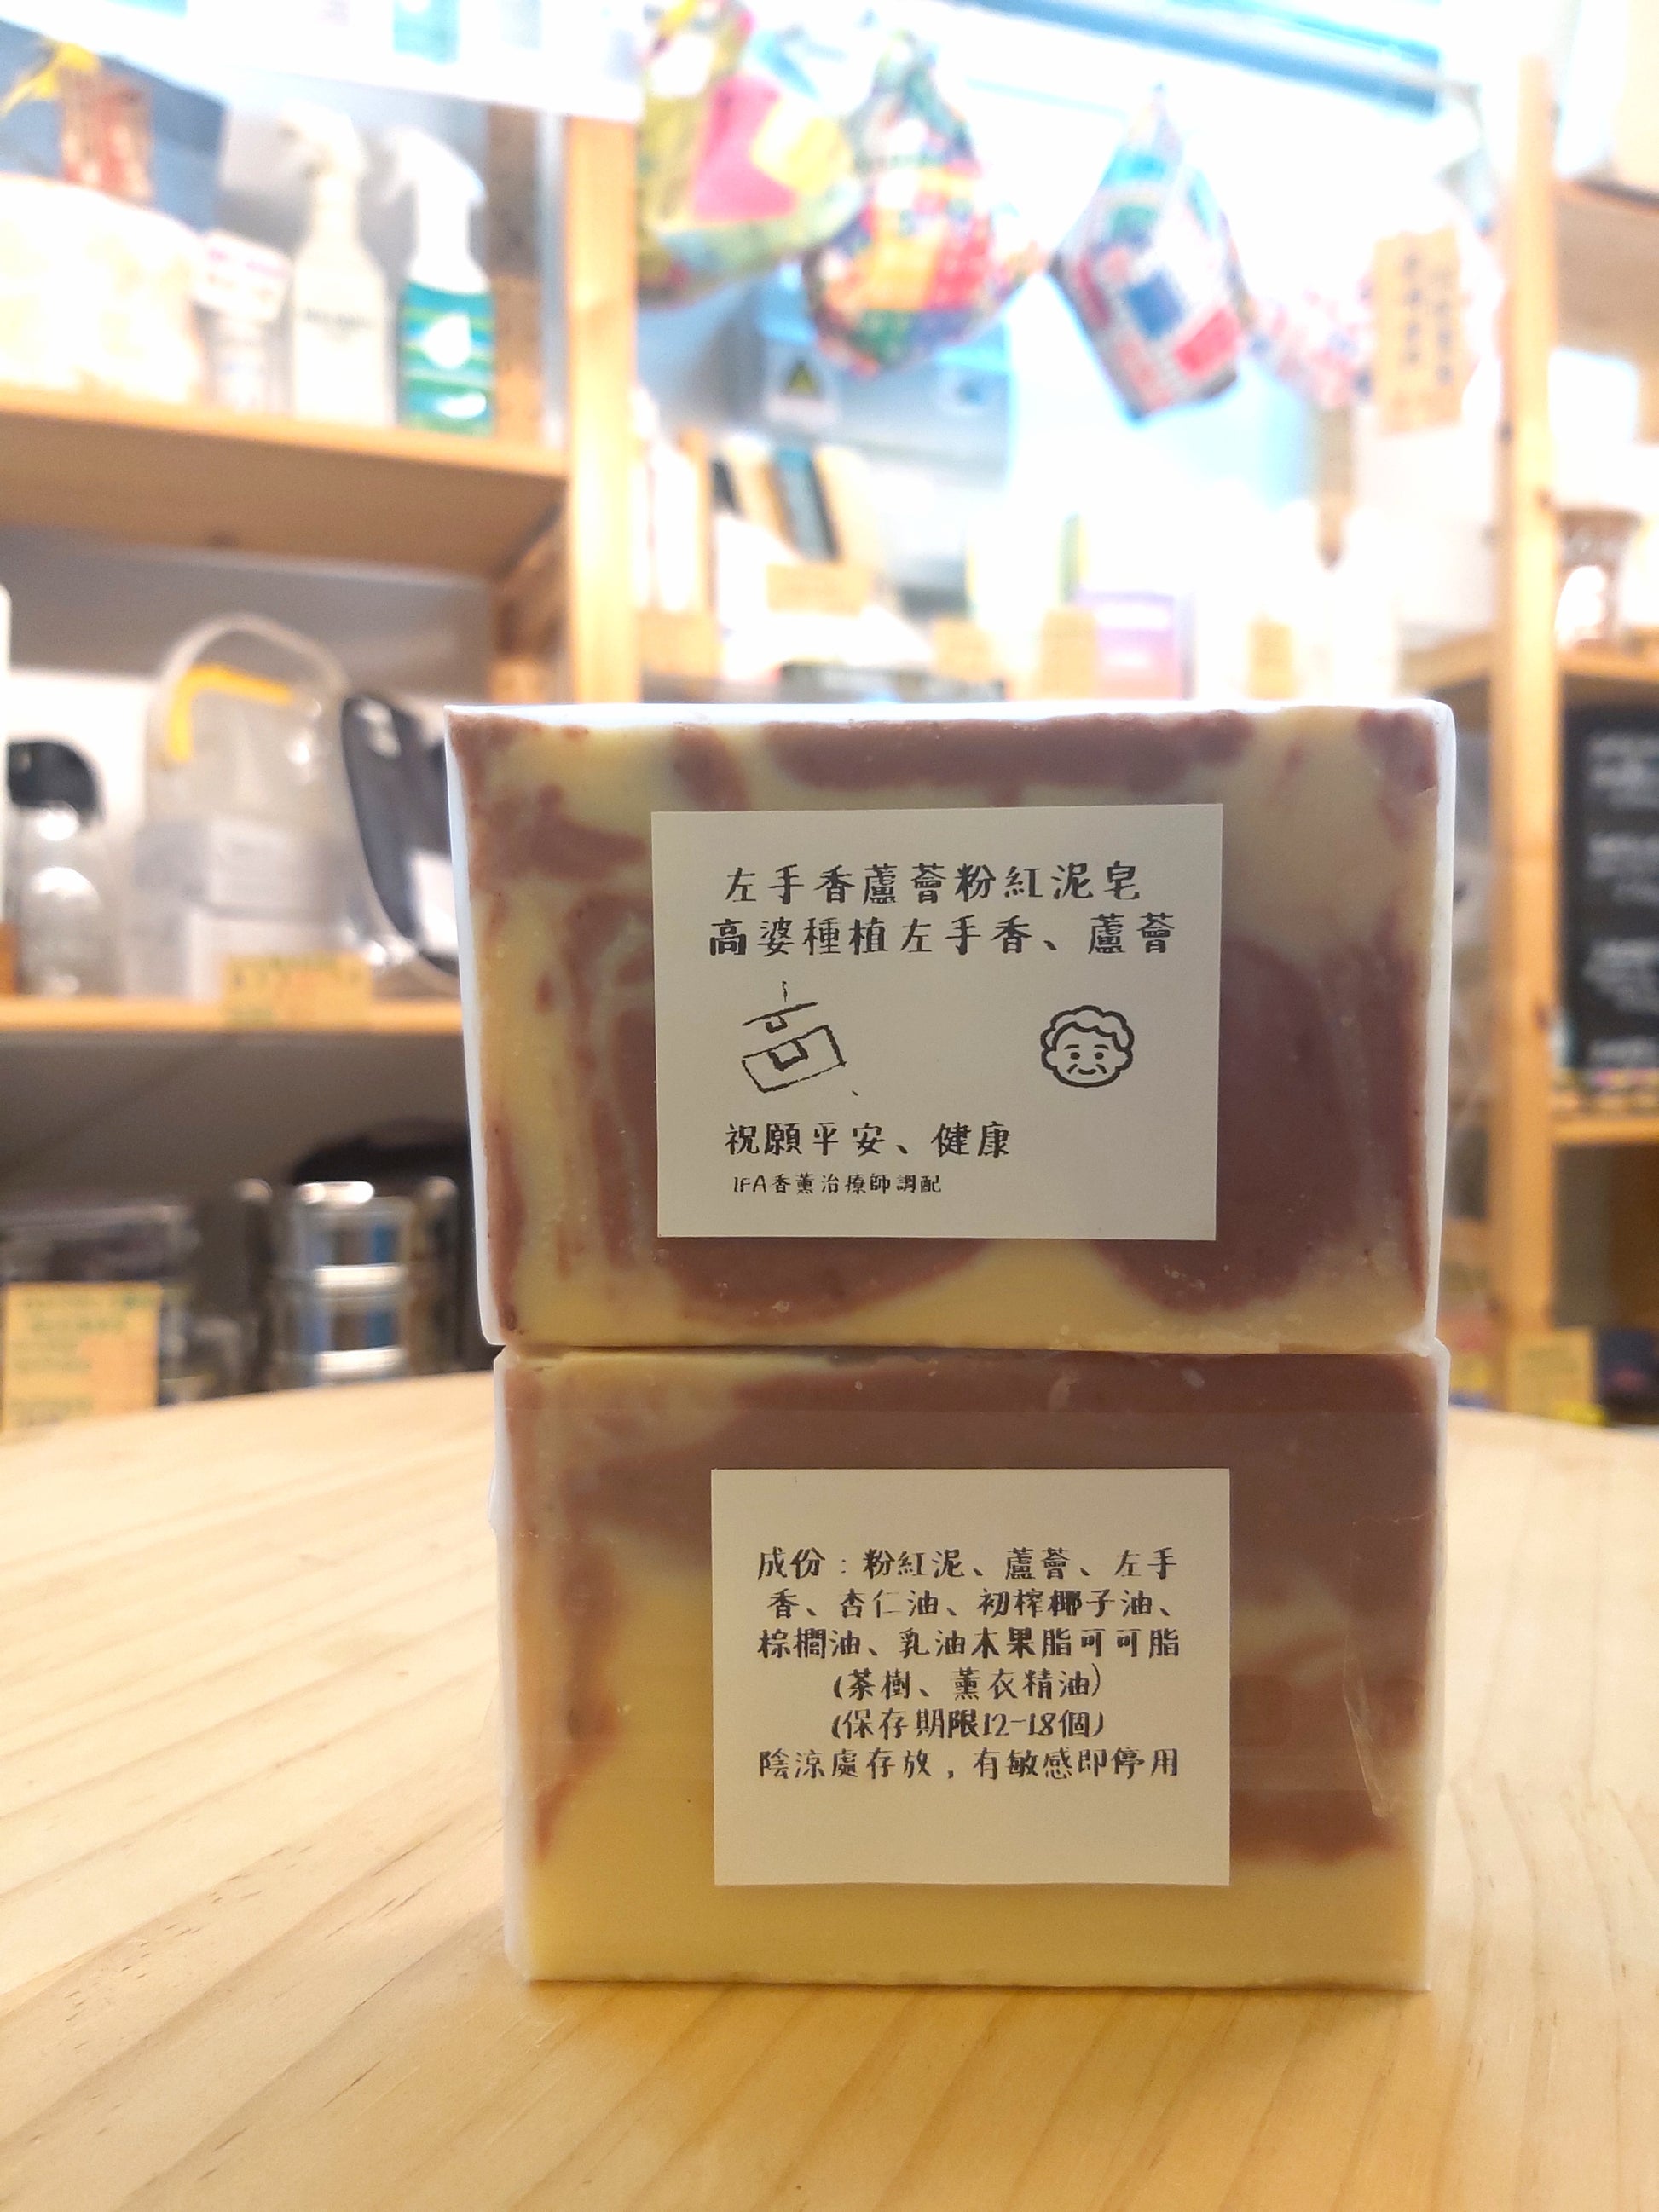 左手香蘆薈粉紅泥皂
高婆種植左手香、蘆薈
高
祝願平安、健康
IFA香薰治療師調配
成份：粉紅泥、蘆薈、左手
香、杏仁油、初榨椰子油、
棕櫚油、乳油木果脂可可脂
(茶樹、薰衣精油)
(保存期限12-18個)
陰涼處存放，有敏感即停用